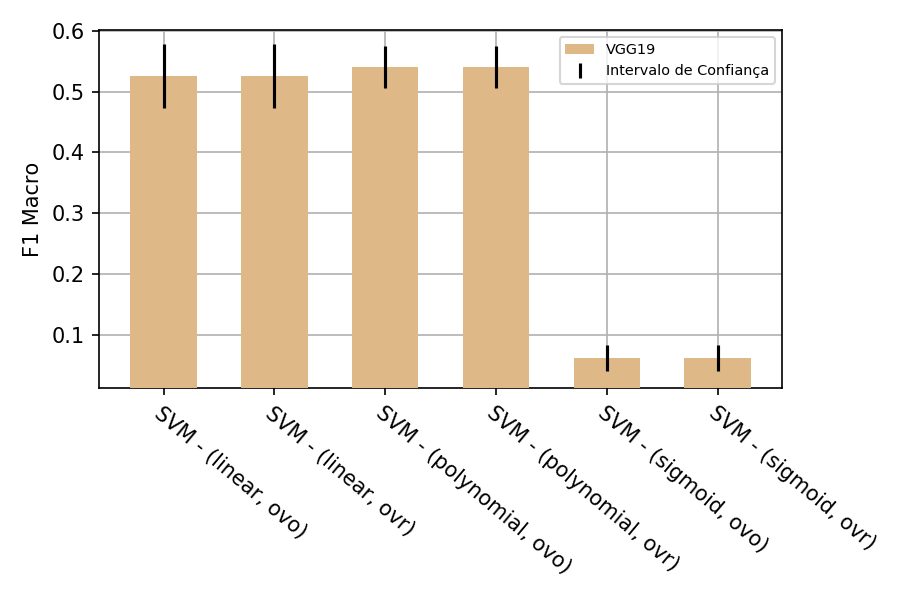 0.6
0.5
0.4
0.3
0.2
0.1
F1 Macro
VGG19
Intervalo de Confiança
SVM - (linear, ovo)
SVM - (linear, ovr)
SVM - (polynomial, ovo)
SVM - (polynomial, ovr)
SVM - (sigmoid, ovo)
SVM - (sigmoid, ovr)